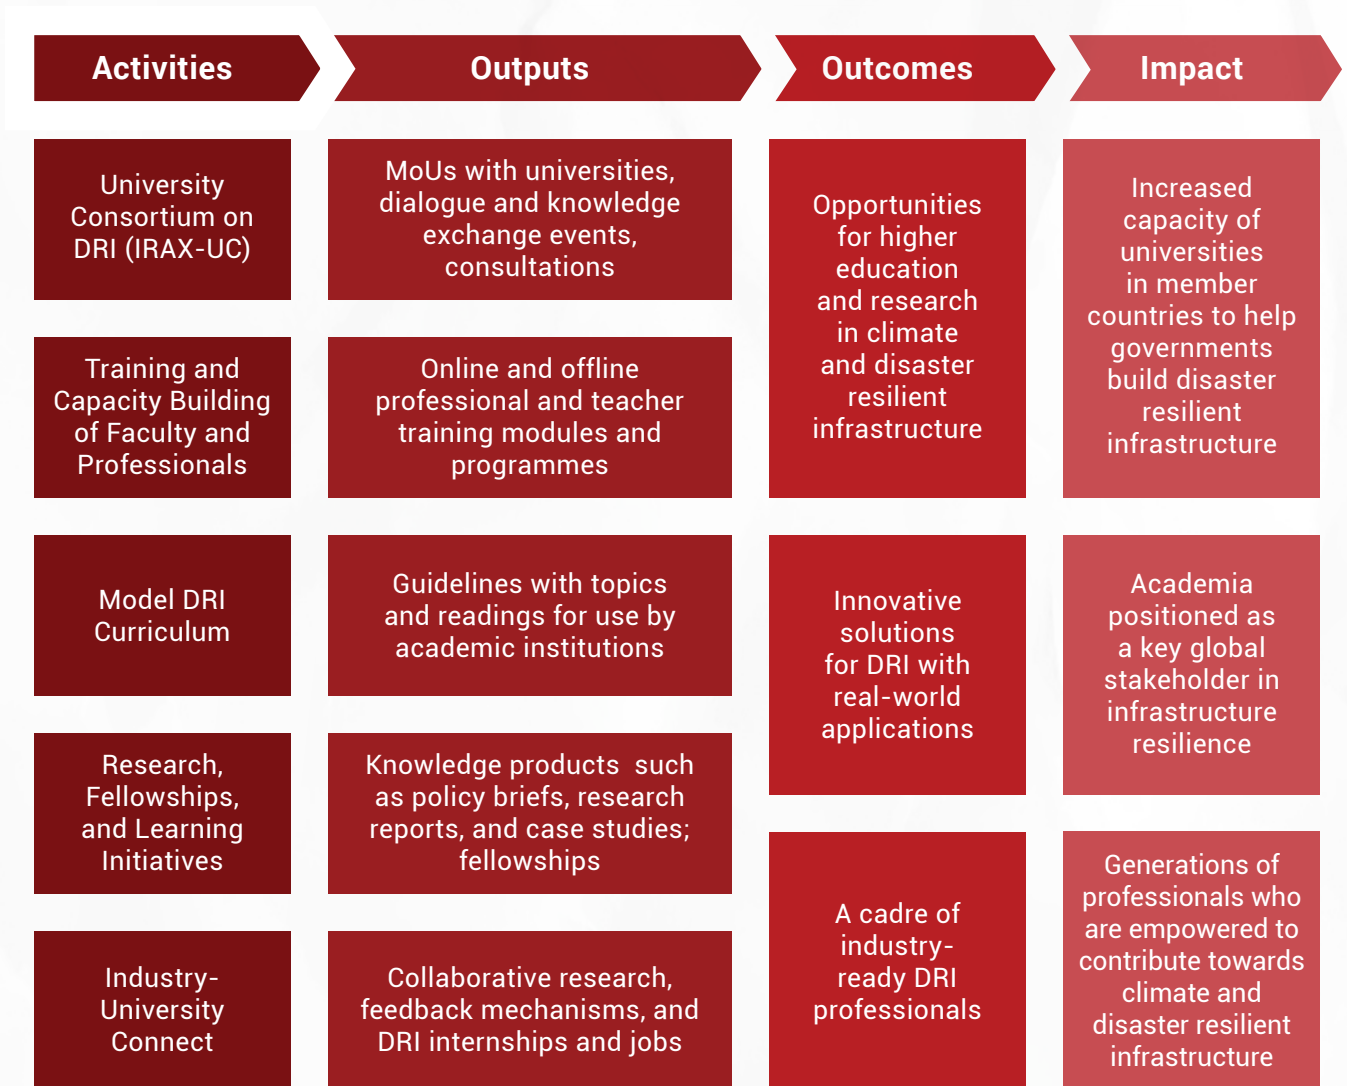 Activities
Outputs
Outcomes
Impact
University
Consortium on
DRI (IRAX-UC)
MoUs with universities,
dialogue and knowledge
exchange events,
consultations
Opportunities
for higher
education
and research
in climate
and disaster
resilient
infrastructure
Increased
capacity of
universities
in member
countries to help
governments
build disaster
resilient
infrastructure
Training and
Capacity Building
of Faculty and
Professionals
Online and offline
professional and teacher
training modules and
programmes
Model DRI
Curriculum
Guidelines with topics
and readings for use by
academic institutions
Innovative
solutions
for DRI with
real-world
applications
Academia
positioned as
a key global
stakeholder in
infrastructure
resilience
Research,
Fellowships,
and Learning
Initiatives
Knowledge products such
as policy briefs, research
reports, and case studies;
fellowships
A cadre of
industry-
ready DRI
professionals
Generations of
professionals who
are empowered to
contribute towards
climate and
disaster resilient
infrastructure
Industry-
University
Connect
Collaborative research,
feedback mechanisms, and
DRI internships and jobs